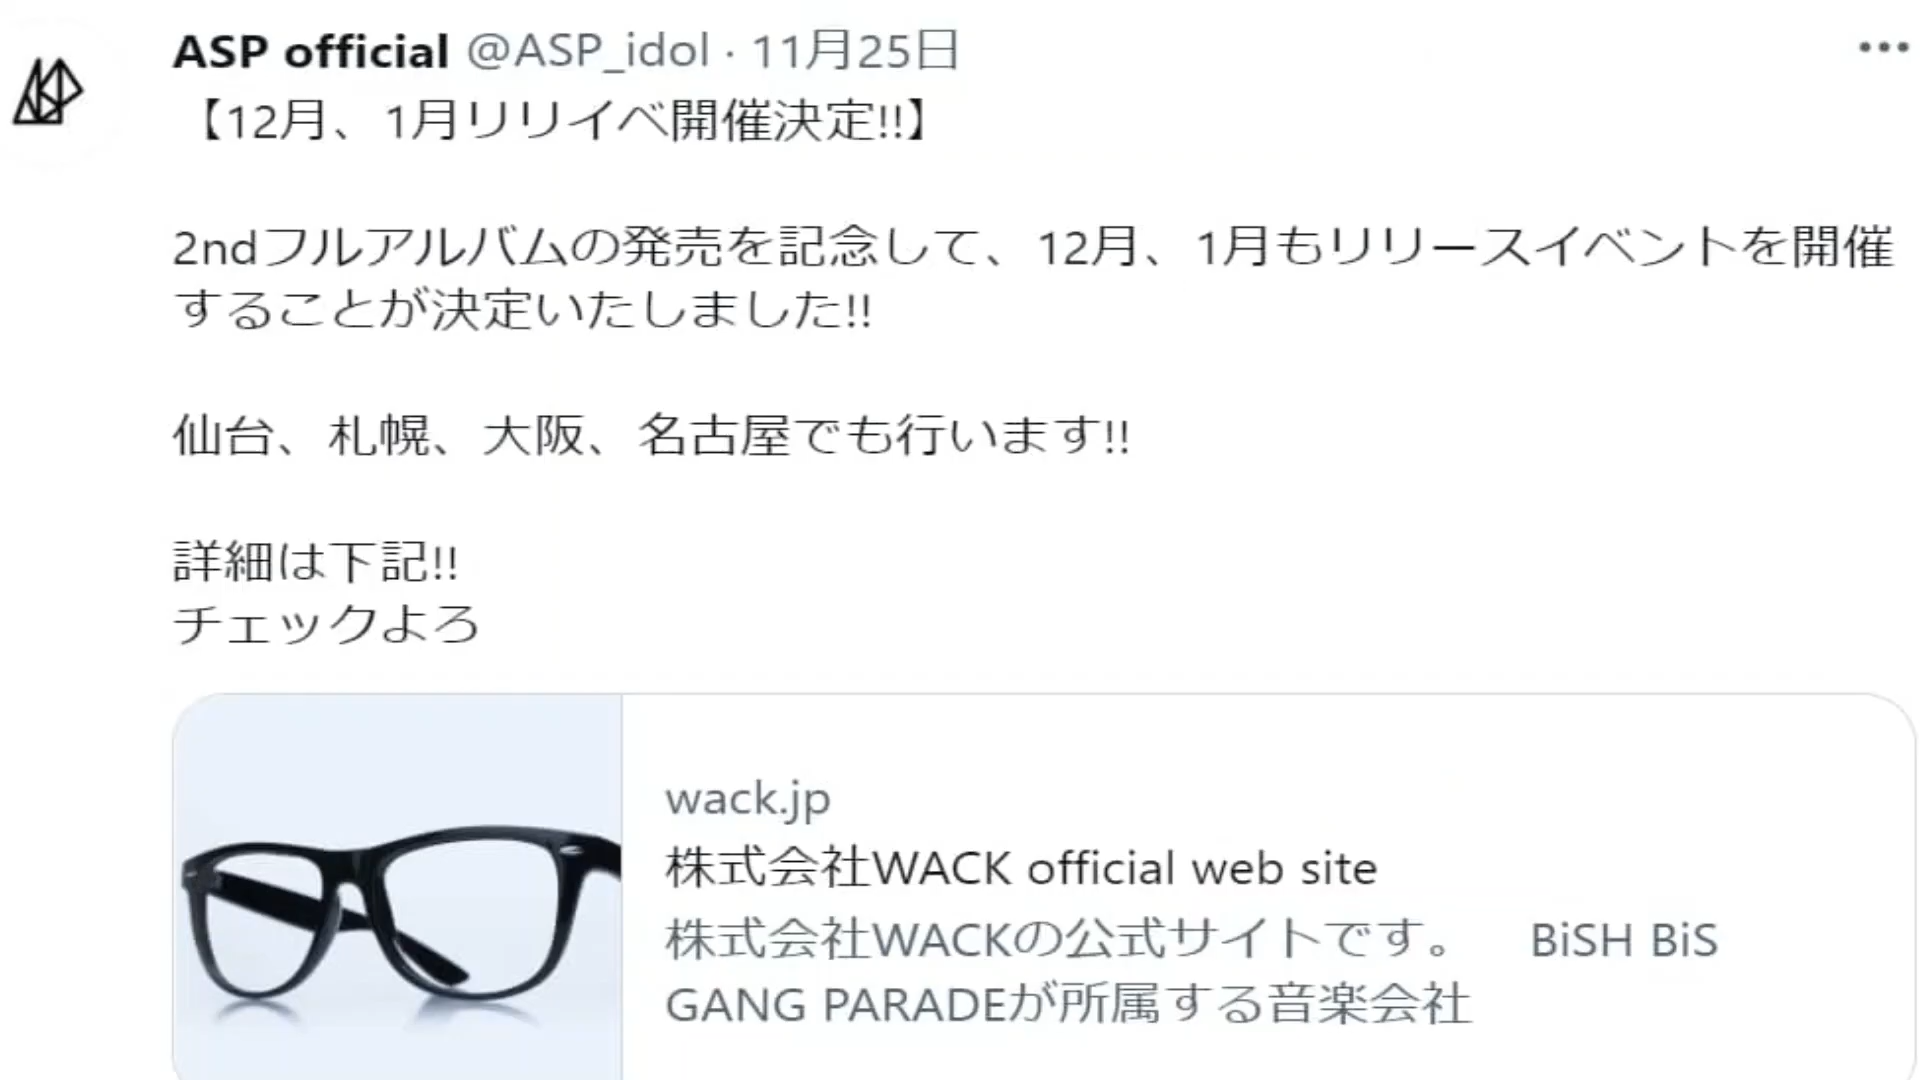 ASP official @ASP_idol · 11月25日
【12月、1月リリイベ開催決定!!】
2ndフルアルバムの発売を記念して、12月、1月もリリースイベントを開催
することが決定いたしました!!
仙台、札幌、大阪、名古屋でも行います!!
詳細は下記!!
チェックよろ
wack.jp
株式会社WACK official web site
株式会社WACKの公式サイトです。　BiSH BiS
GANG PARADEが所属する音楽会社